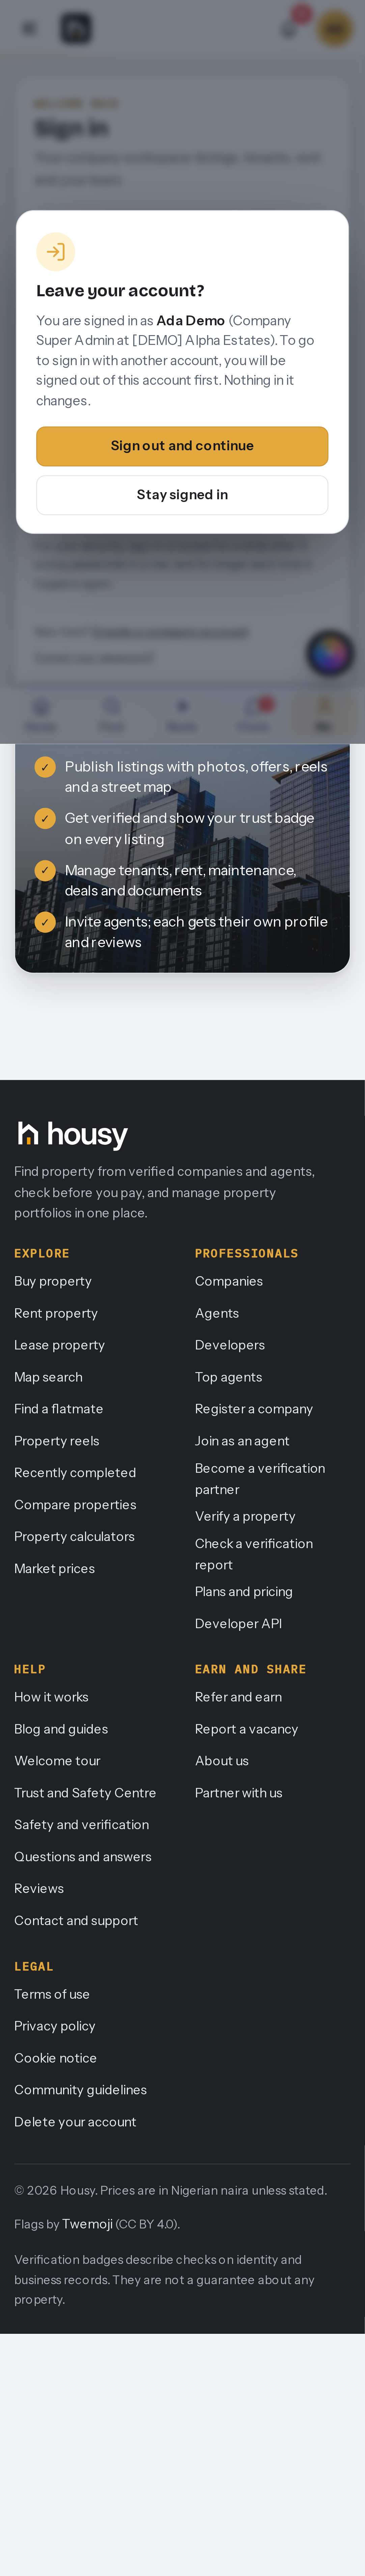 Sign in
Leave your account?
You are signed in as Ada Demo (Company
Super Admin at [DEMO] Alpha Estates). To go
to sign in with another account, you will be
signed out of this account first. Nothing in it
changes.
Sign out and continue
Stay signed in
Publish listings with photos, offers, reels
and a street map
Get verified and show your trust badge
on every listing
Manage tenants, rent, maintenance,
deals and documents
Invite agents; each gets their own profile
and reviews
housy
Find property from verified companies and agents,
check before you pay, and manage property
portfolios in one place.
EXPLORE
Buy property
Rent property
Lease property
Map search
Find a flatmate
Property reels
Recently completed
Compare properties
Property calculators
Market prices
PROFESSIONALS
Companies
Agents
Developers
Top agents
Register a company
Join as an agent
Become a verification
partner
Verify a property
Check a verification
report
Plans and pricing
Developer API
HELP
How it works
Blog and guides
Welcome tour
Trust and Safety Centre
Safety and verification
Questions and answers
Reviews
Contact and support
EARN AND SHARE
Refer and earn
Report a vacancy
About us
Partner with us
LEGAL
Terms of use
Privacy policy
Cookie notice
Community guidelines
Delete your account
© 2026 Housy. Prices are in Nigerian naira unless stated.
Flags by Twemoji (CC BY 4.0).
Verification badges describe checks on identity and
business records. They are not a guarantee about any
property.